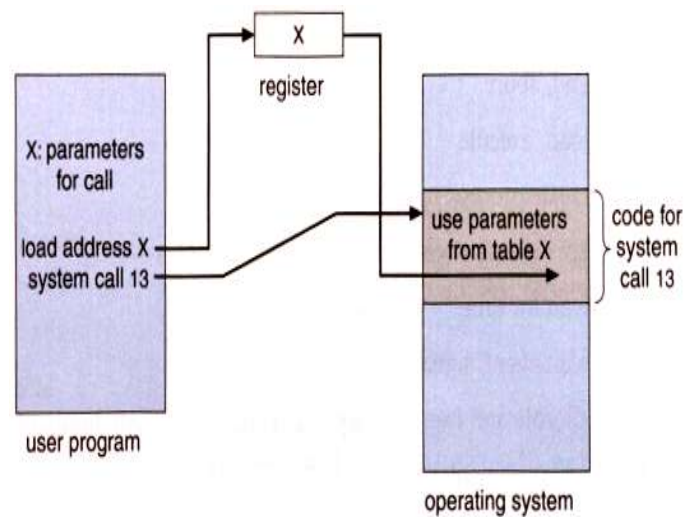 X
register
X: parameters
for call
load address X
system call 13
use parameters
from table X
code for
system
call 13
user program
operating system